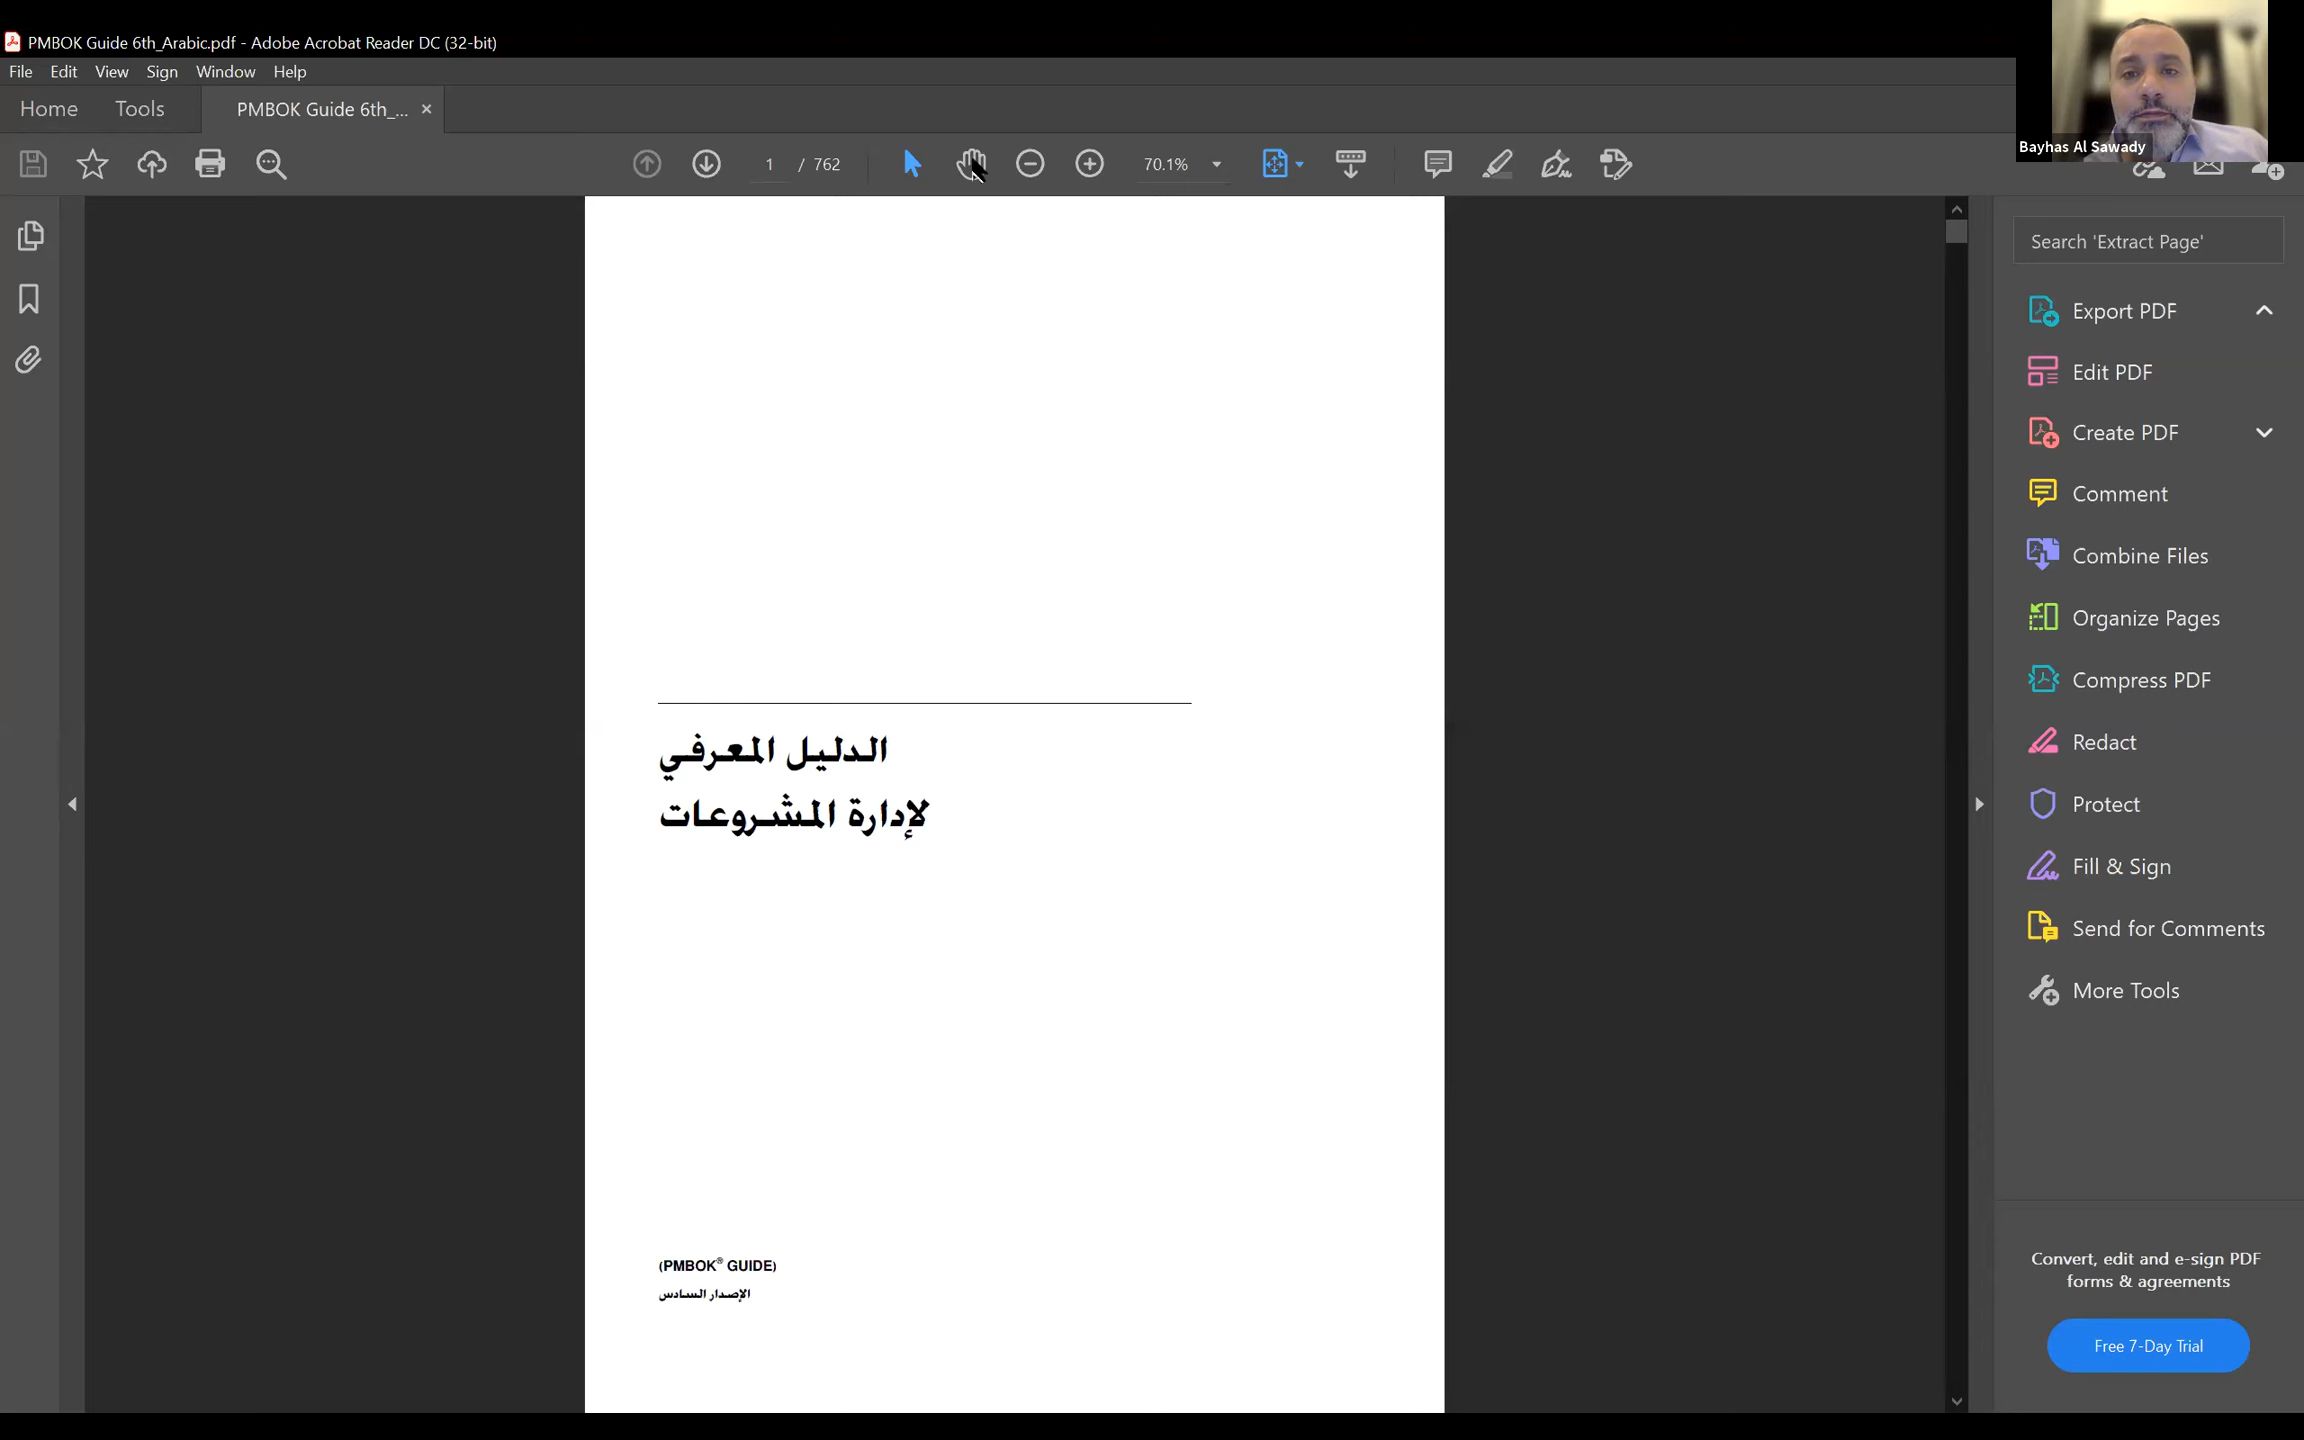 PMBOK Guide 6th_Arabic.pdf - Adobe Acrobat Reader DC (32-bit)
File Edit View Sign Window Help
Home Tools PMBOK Guide 6th_... ×
1 / 762 70.1%
Bayhas Al Sawady
Search 'Extract Page'
Export PDF
Edit PDF
Create PDF
Comment
Combine Files
Organize Pages
Compress PDF
Redact
Protect
Fill & Sign
Send for Comments
More Tools
Convert, edit and e-sign PDF
forms & agreements
Free 7-Day Trial
الدليل المعرفي
لإدارة المشروعات
(PMBOK® GUIDE)
الإصدار السادس